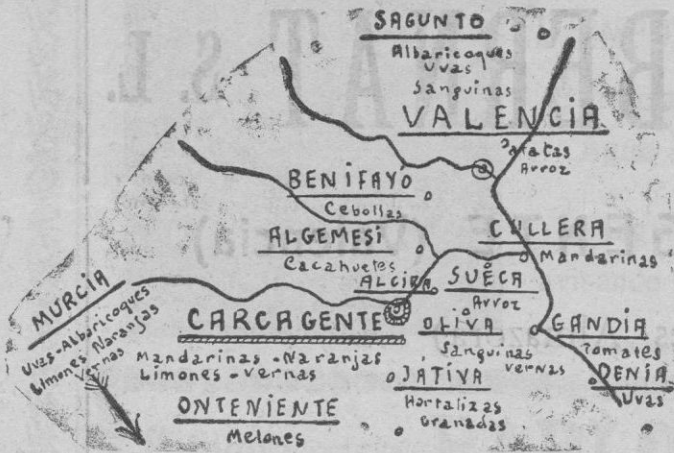 SAGUNTO
Albaricoques
Uvas
Sanguinas
VALENCIA
Patatas
Arroz
BENIFAYO
Cebollas
ALGEMESI
Cacahuetes
CULLERA
Mandarinas
ALCIRA
SUECA
Arroz
MURCIA
Uvas-Albaricoques
Limones Naranjas
Vernas
CARCAGENTE
Mandarinas - Naranjas
Limones - Vernas
OLIVA
Sanguinas
Vernas
GANDIA
Tomates
DENIA
Uvas
JATIVA
Hortalizas
Granadas
ONTENIENTE
Melones